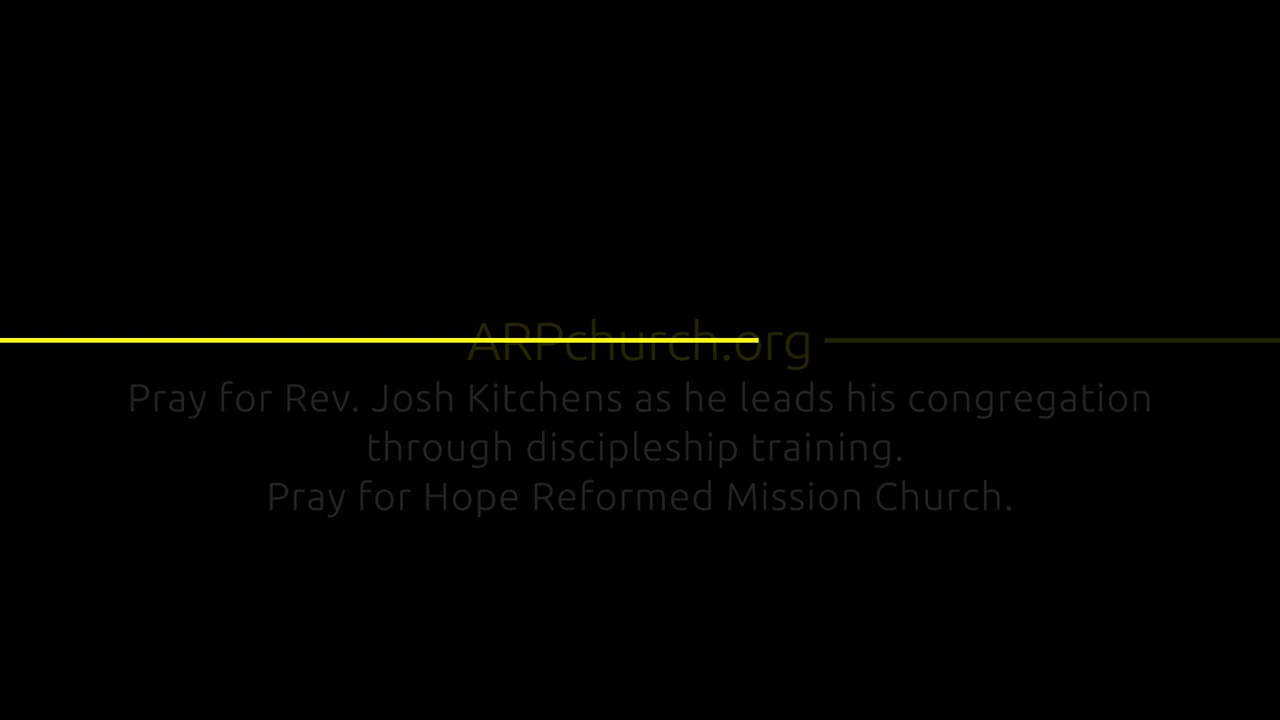 ARPchurch.org
Pray for Rev. Josh Kitchens as he leads his congregation
through discipleship training.
Pray for Hope Reformed Mission Church.